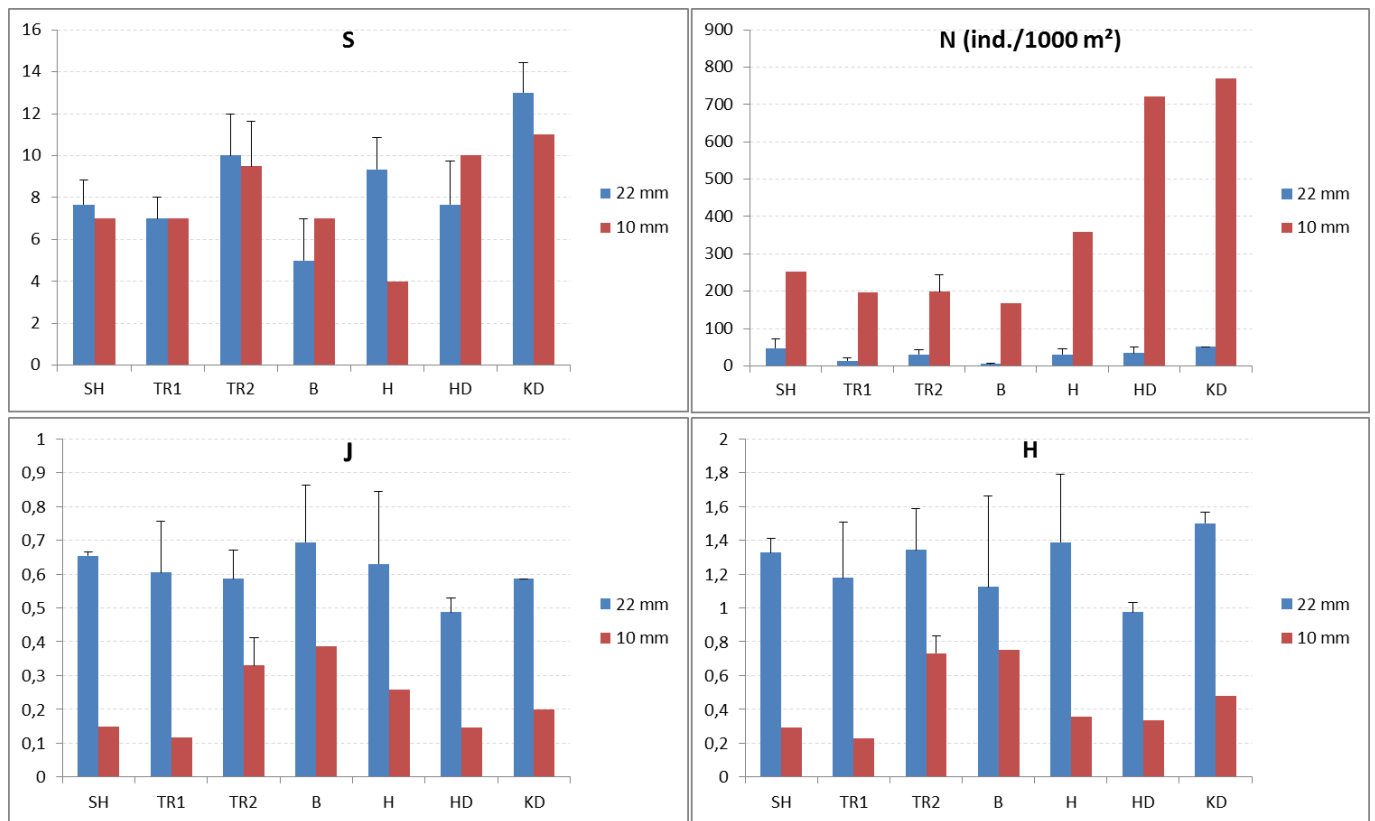 S
16
14
12
10
8
6
4
2
0
SH TR1 TR2 B H HD KD
22 mm
10 mm
N (ind./1000 m²)
900
800
700
600
500
400
300
200
100
0
SH TR1 TR2 B H HD KD
22 mm
10 mm
J
1
0,9
0,8
0,7
0,6
0,5
0,4
0,3
0,2
0,1
0
SH TR1 TR2 B H HD KD
22 mm
10 mm
H
2
1,8
1,6
1,4
1,2
1
0,8
0,6
0,4
0,2
0
SH TR1 TR2 B H HD KD
22 mm
10 mm